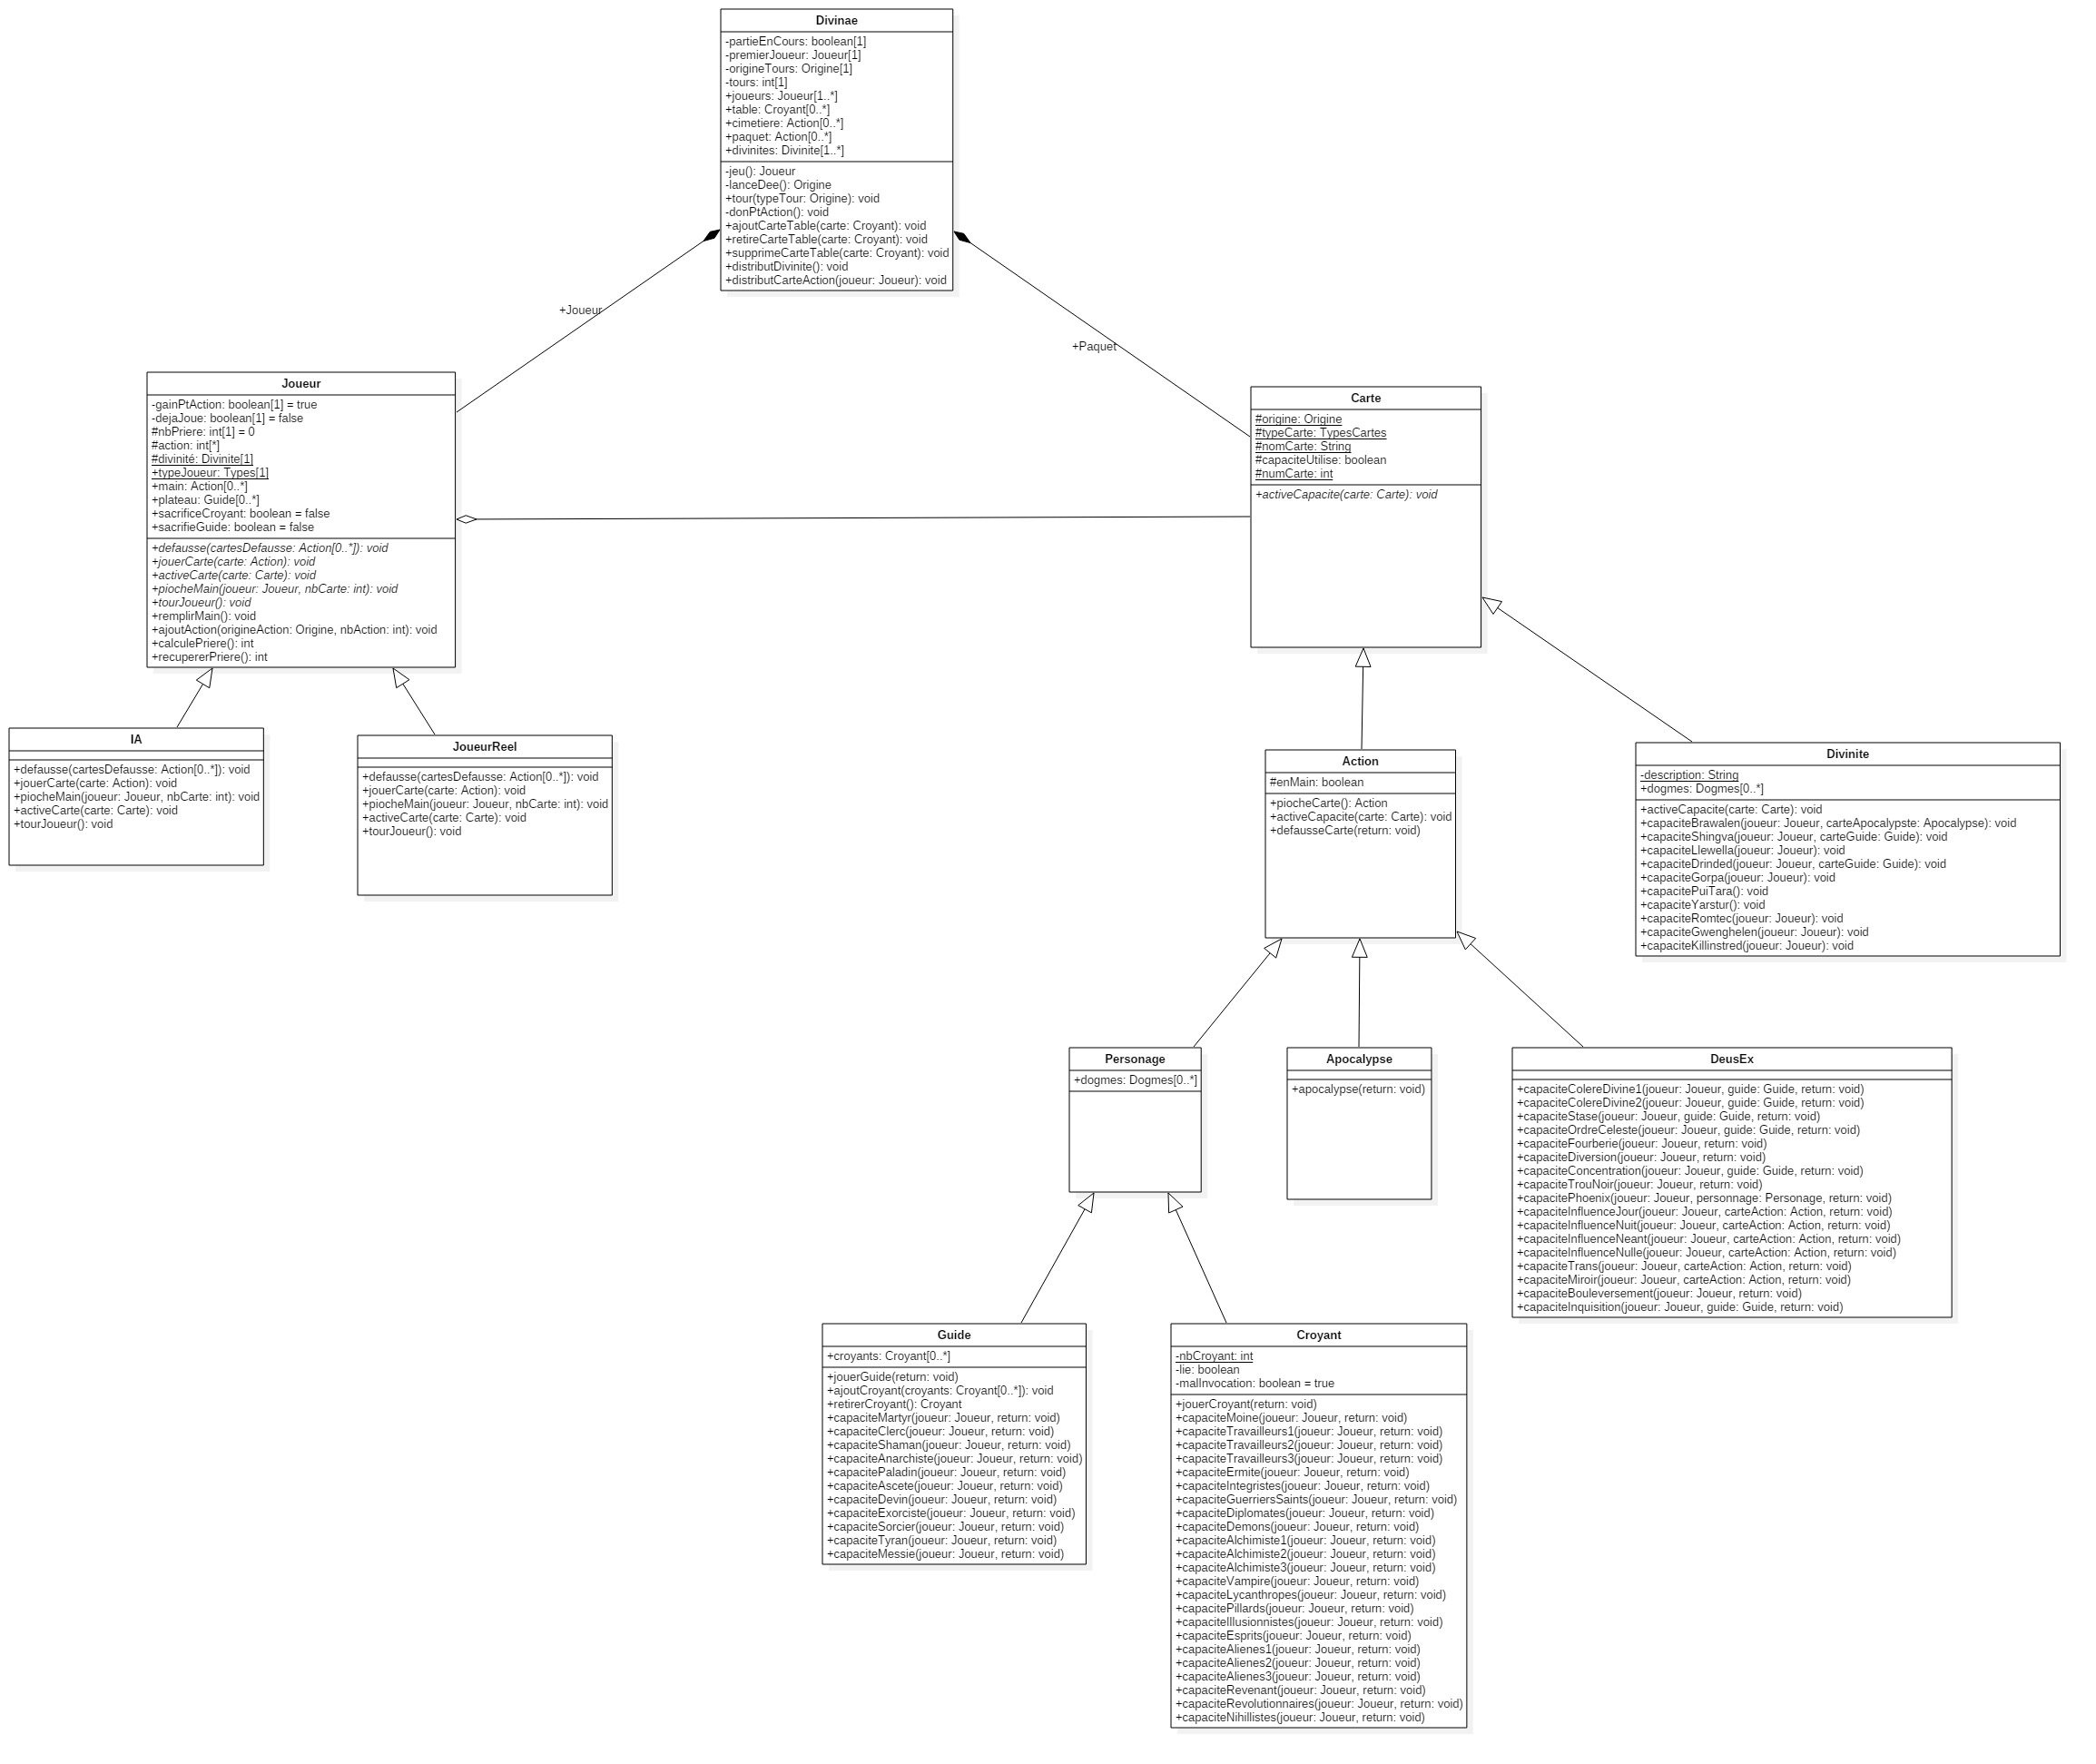 Divinae
-partieEnCours: boolean[1]
-premierJoueur: Joueur[1]
-origineTours: Origine[1]
-tours: int[1]
+joueurs: Joueur[1..*]
+table: Croyant[0..*]
+cimetiere: Action[0..*]
+paquet: Action[0..*]
+divinites: Divinite[1..*]
-jeu(): Joueur
-lanceDee(): Origine
+tour(typeTour: Origine): void
-donPtAction(): void
+ajoutCarteTable(carte: Croyant): void
+retireCarteTable(carte: Croyant): void
+supprimeCarteTable(carte: Croyant): void
+distributDivinite(): void
+distributCarteAction(joueur: Joueur): void
+Joueur
+Paquet
Joueur
-gainPtAction: boolean[1] = true
-dejaJoue: boolean[1] = false
#nbPriere: int[1] = 0
#action: int[*]
#divinité: Divinite[1]
+typeJoueur: Types[1]
+main: Action[0..*]
+plateau: Guide[0..*]
+sacrificeCroyant: boolean = false
+sacrifieGuide: boolean = false
+defausse(cartesDefausse: Action[0..*]): void
+jouerCarte(carte: Action): void
+activeCarte(carte: Carte): void
+piocheMain(joueur: Joueur, nbCarte: int): void
+tourJoueur(): void
+remplirMain(): void
+ajoutAction(origineAction: Origine, nbAction: int): void
+calculePriere(): int
+recupererPriere(): int
Carte
#origine: Origine
#typeCarte: TypesCartes
#nomCarte: String
#capaciteUtilise: boolean
#numCarte: int
+activeCapacite(carte: Carte): void
IA
+defausse(cartesDefausse: Action[0..*]): void
+jouerCarte(carte: Action): void
+piocheMain(joueur: Joueur, nbCarte: int): void
+activeCarte(carte: Carte): void
+tourJoueur(): void
JoueurReel
+defausse(cartesDefausse: Action[0..*]): void
+jouerCarte(carte: Action): void
+piocheMain(joueur: Joueur, nbCarte: int): void
+activeCarte(carte: Carte): void
+tourJoueur(): void
Action
#enMain: boolean
+piocheCarte(): Action
+activeCapacite(carte: Carte): void
+defausseCarte(return: void)
Divinite
-description: String
+dogmes: Dogmes[0..*]
+activeCapacite(carte: Carte): void
+capaciteBrawalen(joueur: Joueur, carteApocalypste: Apocalypse): void
+capaciteShingva(joueur: Joueur, carteGuide: Guide): void
+capaciteLlewella(joueur: Joueur): void
+capaciteDrinded(joueur: Joueur, carteGuide: Guide): void
+capaciteGorpa(joueur: Joueur): void
+capacitePuiTara(): void
+capaciteYarstur(): void
+capaciteRomtec(joueur: Joueur): void
+capaciteGwenghelen(joueur: Joueur): void
+capaciteKillinstred(joueur: Joueur): void
Personage
+dogmes: Dogmes[0..*]
Apocalypse
+apocalypse(return: void)
DeusEx
+capaciteColereDivine1(joueur: Joueur, guide: Guide, return: void)
+capaciteColereDivine2(joueur: Joueur, guide: Guide, return: void)
+capaciteStase(joueur: Joueur, guide: Guide, return: void)
+capaciteOrdreCeleste(joueur: Joueur, guide: Guide, return: void)
+capaciteFourberie(joueur: Joueur, return: void)
+capaciteDiversion(joueur: Joueur, return: void)
+capaciteConcentration(joueur: Joueur, guide: Guide, return: void)
+capaciteTrouNoir(joueur: Joueur, return: void)
+capacitePhoenix(joueur: Joueur, personnage: Personage, return: void)
+capaciteInfluenceJour(joueur: Joueur, carteAction: Action, return: void)
+capaciteInfluenceNuit(joueur: Joueur, carteAction: Action, return: void)
+capaciteInfluenceNeant(joueur: Joueur, carteAction: Action, return: void)
+capaciteInfluenceNulle(joueur: Joueur, carteAction: Action, return: void)
+capaciteTrans(joueur: Joueur, carteAction: Action, return: void)
+capaciteMiroir(joueur: Joueur, carteAction: Action, return: void)
+capaciteBouleversement(joueur: Joueur, return: void)
+capaciteInquisition(joueur: Joueur, guide: Guide, return: void)
Guide
+croyants: Croyant[0..*]
+jouerGuide(return: void)
+ajoutCroyant(croyants: Croyant[0..*]): void
+retirerCroyant(): Croyant
+capaciteMartyr(joueur: Joueur, return: void)
+capaciteClerc(joueur: Joueur, return: void)
+capaciteShaman(joueur: Joueur, return: void)
+capaciteAnarchiste(joueur: Joueur, return: void)
+capacitePaladin(joueur: Joueur, return: void)
+capaciteAscete(joueur: Joueur, return: void)
+capaciteDevin(joueur: Joueur, return: void)
+capaciteExorciste(joueur: Joueur, return: void)
+capaciteSorcier(joueur: Joueur, return: void)
+capaciteTyran(joueur: Joueur, return: void)
+capaciteMessie(joueur: Joueur, return: void)
Croyant
-nbCroyant: int
-lie: boolean
-malInvocation: boolean = true
+jouerCroyant(return: void)
+capaciteMoine(joueur: Joueur, return: void)
+capaciteTravailleurs1(joueur: Joueur, return: void)
+capaciteTravailleurs2(joueur: Joueur, return: void)
+capaciteTravailleurs3(joueur: Joueur, return: void)
+capaciteErmite(joueur: Joueur, return: void)
+capaciteIntegristes(joueur: Joueur, return: void)
+capaciteGuerriersSaints(joueur: Joueur, return: void)
+capaciteDiplomates(joueur: Joueur, return: void)
+capaciteDemons(joueur: Joueur, return: void)
+capaciteAlchimiste1(joueur: Joueur, return: void)
+capaciteAlchimiste2(joueur: Joueur, return: void)
+capaciteAlchimiste3(joueur: Joueur, return: void)
+capaciteVampire(joueur: Joueur, return: void)
+capaciteLycanthropes(joueur: Joueur, return: void)
+capacitePillards(joueur: Joueur, return: void)
+capaciteIllusionnistes(joueur: Joueur, return: void)
+capaciteEsprits(joueur: Joueur, return: void)
+capaciteAlienes1(joueur: Joueur, return: void)
+capaciteAlienes2(joueur: Joueur, return: void)
+capaciteAlienes3(joueur: Joueur, return: void)
+capaciteRevenant(joueur: Joueur, return: void)
+capaciteRevolutionnaires(joueur: Joueur, return: void)
+capaciteNihillistes(joueur: Joueur, return: void)